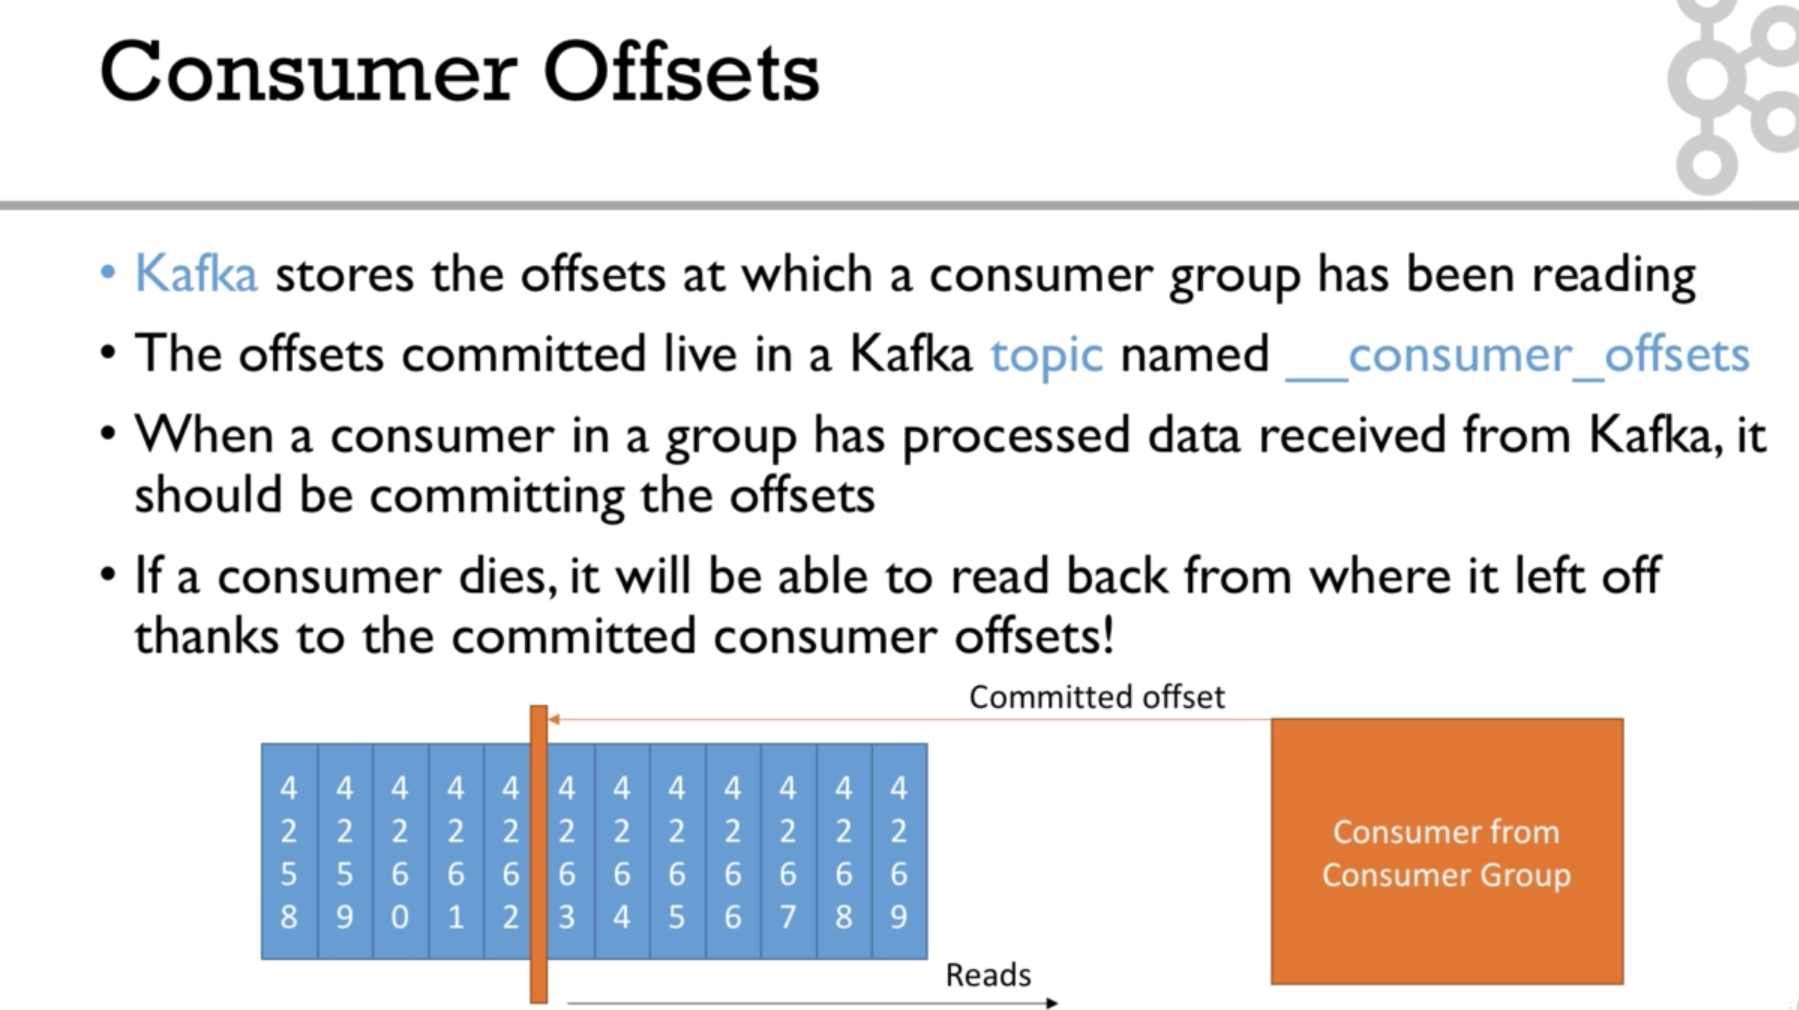 Consumer Offsets
• Kafka stores the offsets at which a consumer group has been reading
• The offsets committed live in a Kafka topic named __consumer_offsets
• When a consumer in a group has processed data received from Kafka, it
should be committing the offsets
• If a consumer dies, it will be able to read back from where it left off
thanks to the committed consumer offsets!
Committed offset
4258 4259 4260 4261 4262 4263 4264 4265 4266 4267 4268 4269
Consumer from
Consumer Group
Reads